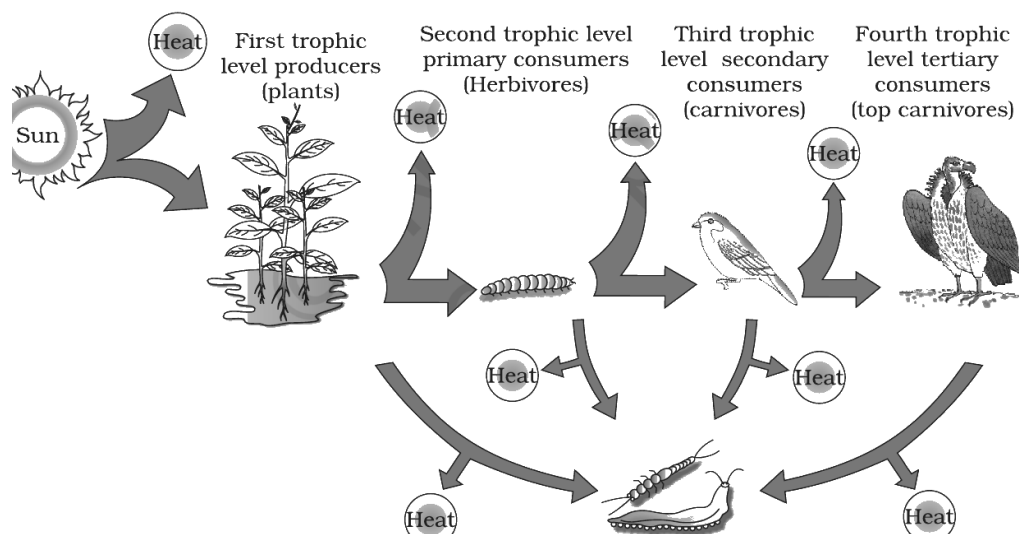 Heat
Sun
First trophic
level producers
(plants)
Second trophic level
primary consumers
(Herbivores)
Heat
Third trophic
level secondary
consumers
(carnivores)
Heat
Fourth trophic
level tertiary
consumers
(top carnivores)
Heat
Heat
Heat
Heat
Heat